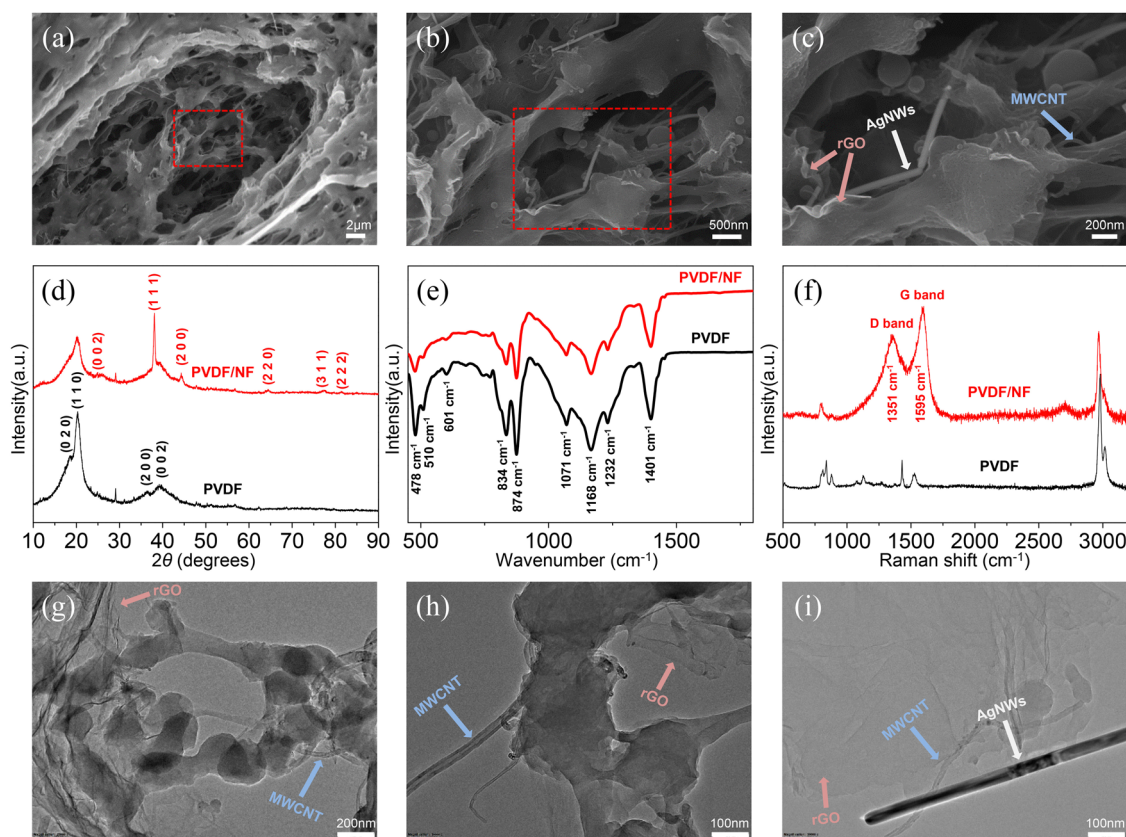 (a)
2μm
(b)
500nm
(c)
MWCNT
AgNWs
rGO
200nm
(d)
Intensity(a.u.)
(0 0 2)
(1 1 1)
(2 0 0)
(2 2 0)
(3 1 1)
(2 2 2)
PVDF/NF
(0 2 0)
(1 1 0)
(2 0 0)
(0 0 2)
PVDF
10 20 30 40 50 60 70 80 90
2θ (degrees)
(e)
Intensity(a.u.)
PVDF/NF
PVDF
478 cm⁻¹
510 cm⁻¹
601 cm⁻¹
834 cm⁻¹
874 cm⁻¹
1071 cm⁻¹
1168 cm⁻¹
1232 cm⁻¹
1401 cm⁻¹
500 1000 1500
Wavenumber (cm⁻¹)
(f)
Intensity(a.u.)
D band
G band
1351 cm⁻¹
1595 cm⁻¹
PVDF/NF
PVDF
500 1000 1500 2000 2500 3000
Raman shift (cm⁻¹)
(g)
rGO
MWCNT
200nm
(h)
MWCNT
rGO
100nm
(i)
MWCNT
AgNWs
rGO
100nm